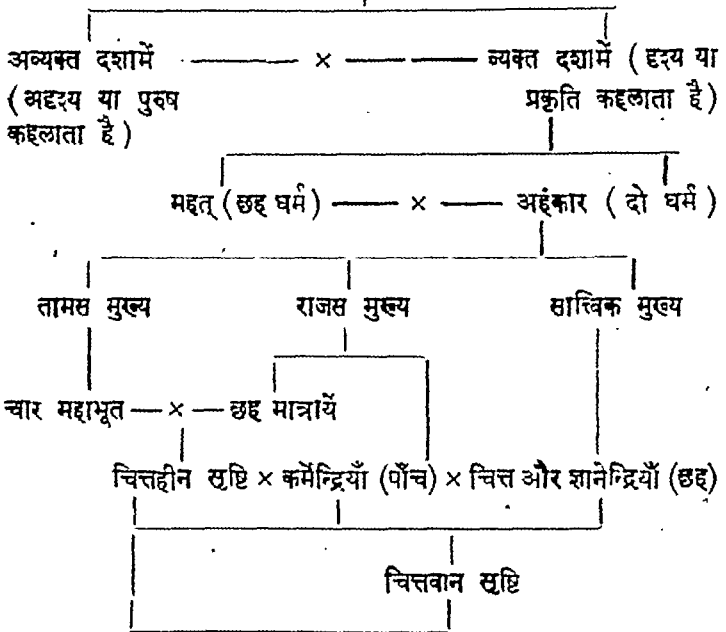 अव्यक्त दशामें ——— × ——— व्यक्त दशामें ( दृश्य या
(अदृश्य या पुरुष प्रकृति कहलाता है )
कहलाता है )
महत् (छह धर्म) —— × —— अहंकार ( दो धर्म )
तामस मुख्य राजस मुख्य सात्त्विक मुख्य
चार महाभूत — × — छह मात्रायें
चित्तहीन सृष्टि × कर्मेन्द्रियाँ (पाँच) × चित्त और ज्ञानेन्द्रियाँ (छह)
चित्तवान सृष्टि